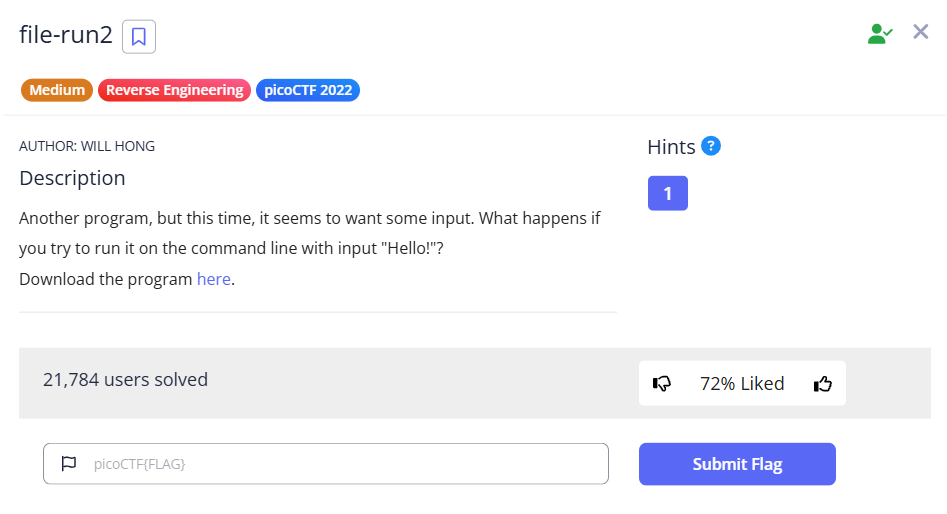 file-run2
Medium Reverse Engineering picoCTF 2022
AUTHOR: WILL HONG
Description
Another program, but this time, it seems to want some input. What happens if
you try to run it on the command line with input "Hello!"?
Download the program here.
Hints ?
1
21,784 users solved
72% Liked
picoCTF{FLAG}
Submit Flag